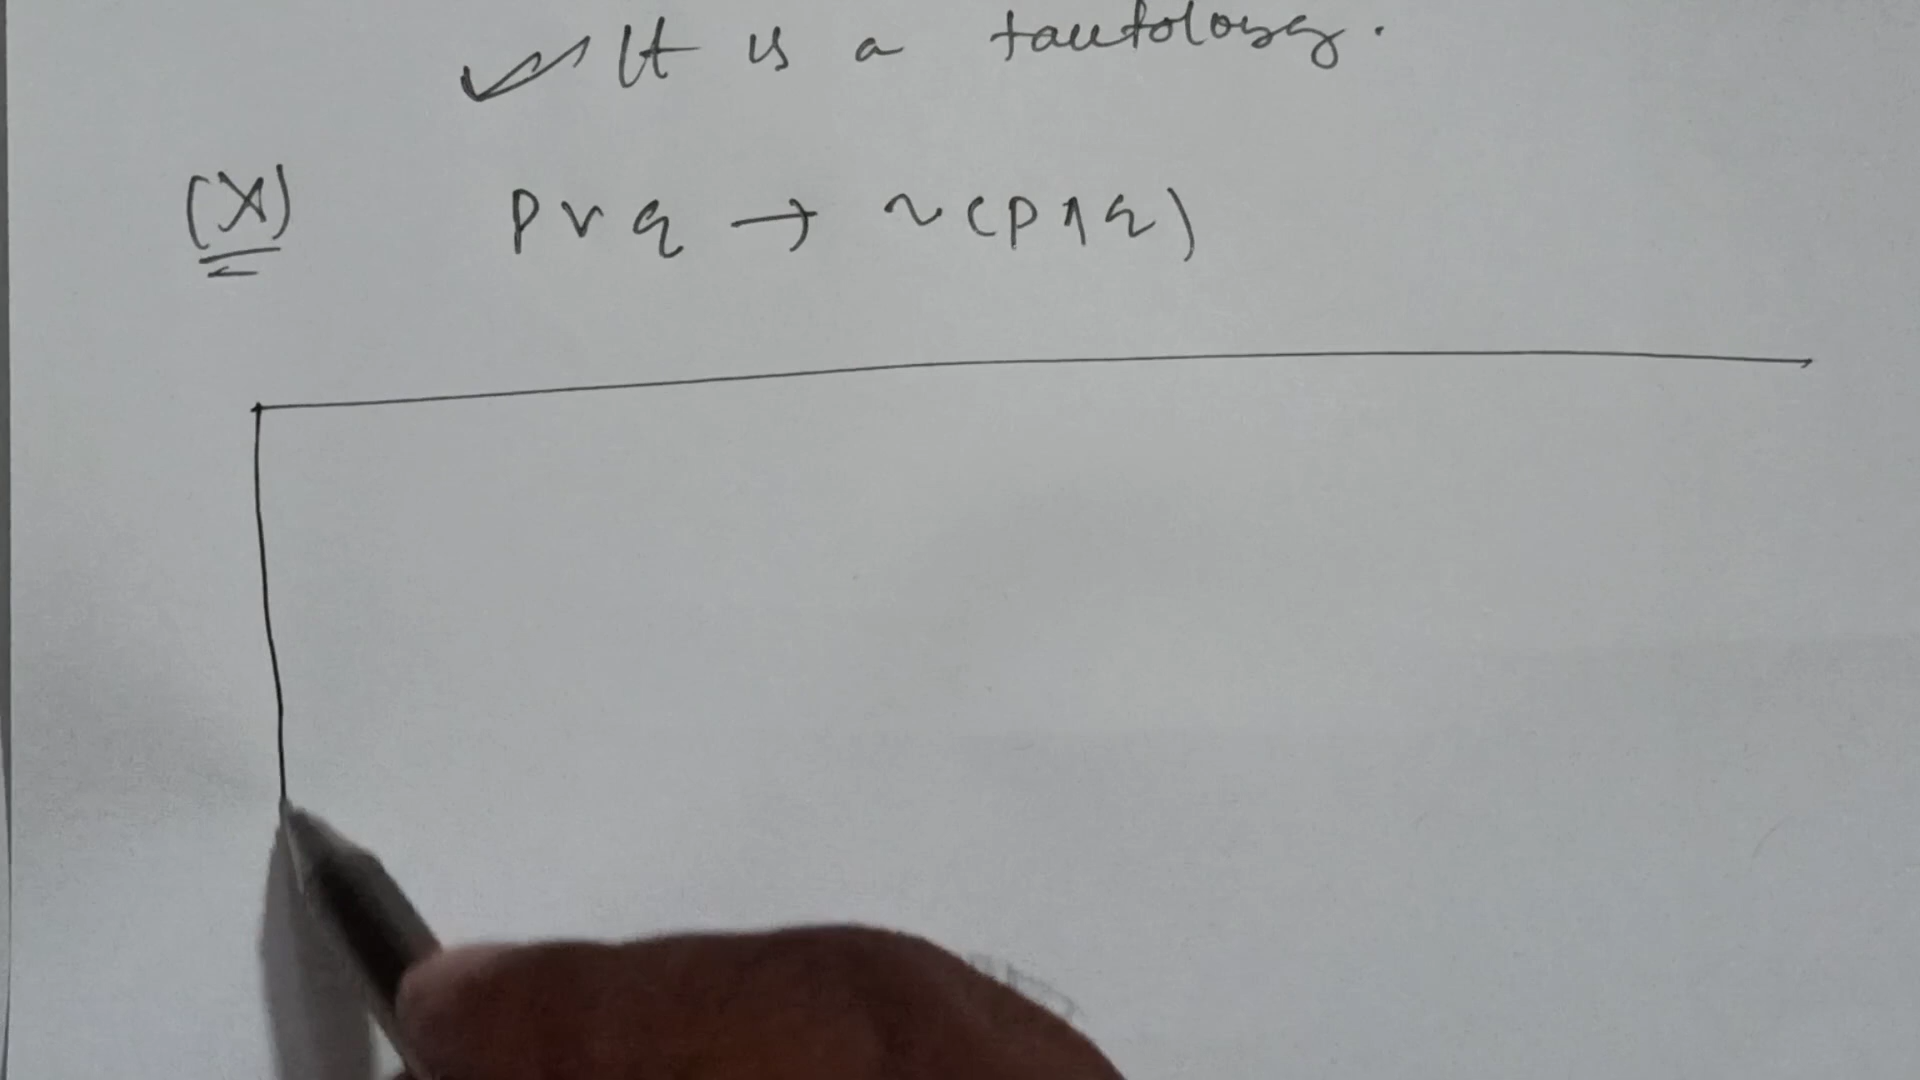 It is a tautology.
(X) p ∨ q → ~(p ∧ q)